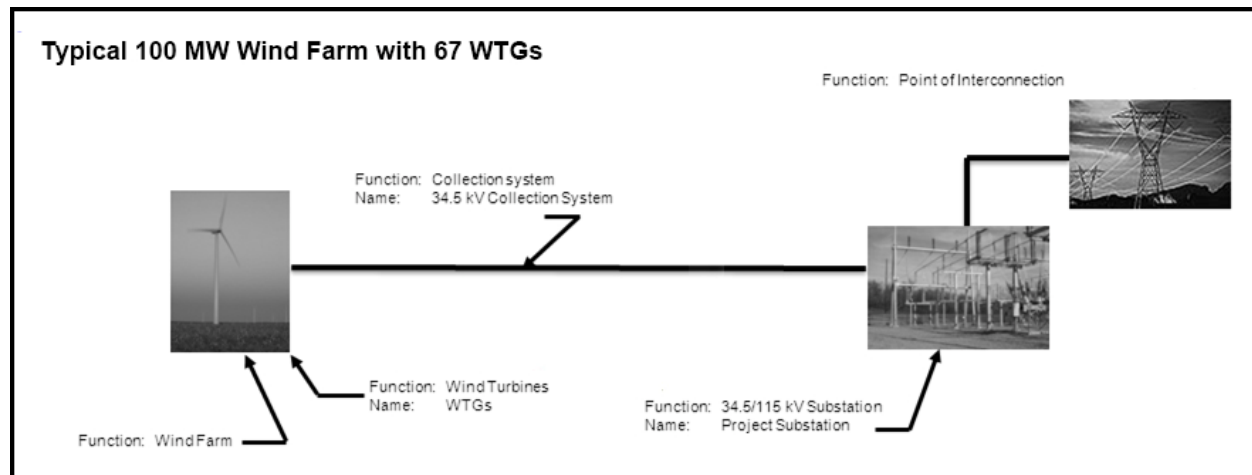 Typical 100 MW Wind Farm with 67 WTGs
Function: Point of Interconnection
Function: Collection system
Name: 34.5 kV Collection System
Function: Wind Turbines
Name: WTGs
Function: 34.5/115 kV Substation
Name: Project Substation
Function: Wind Farm